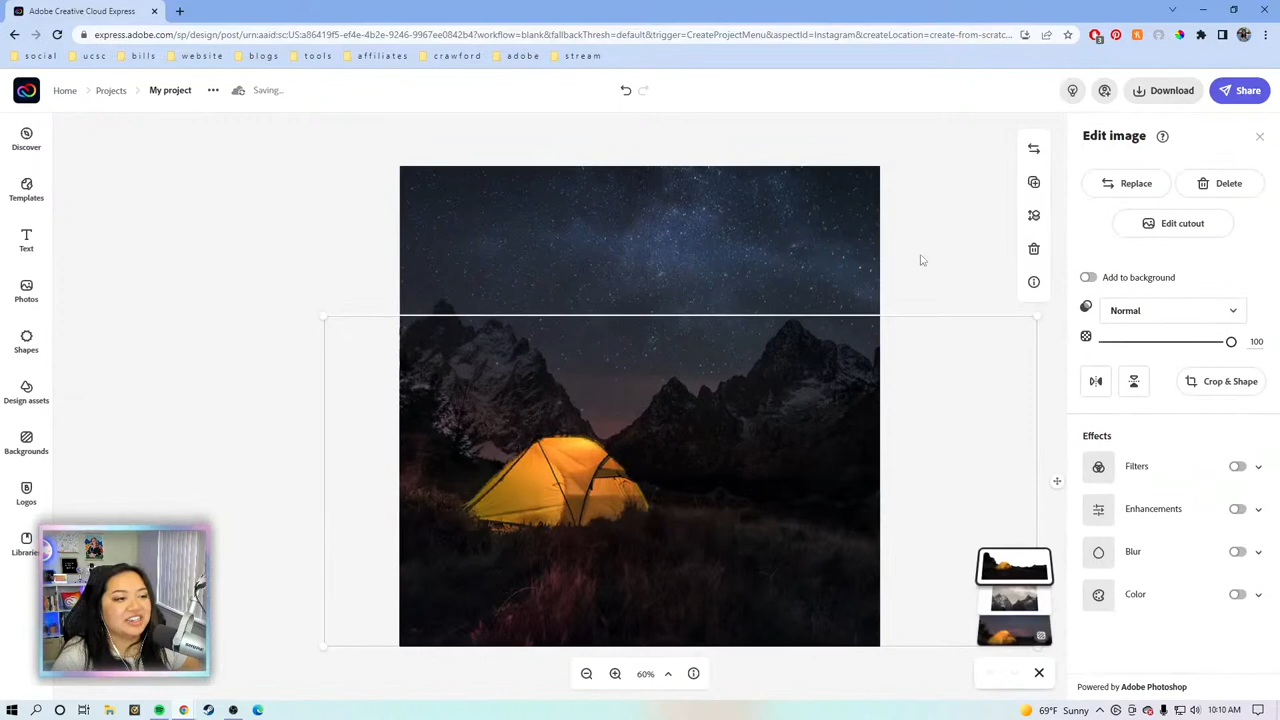 Adobe Creative Cloud Express
express.adobe.com/sp/design/post/urn:aaid:sc:US:a86419f5-ef4e-4b2e-9246-9967ee0842b4?workflow=blank&fallbackThresh=default&trigger=CreateProjectMenu&aspectId=Instagram&createLocation=create-from-scratc...
social ucsc bills website blogs tools affiliates crawford adobe stream
Home Projects My project Saving... Download Share
Discover
Templates
Text
Photos
Shapes
Design assets
Backgrounds
Logos
Libraries
Edit image
Replace Delete
Edit cutout
Add to background
Normal
100
Crop & Shape
Effects
Filters
Enhancements
Blur
Color
60%
Powered by Adobe Photoshop
69°F Sunny 10:10 AM